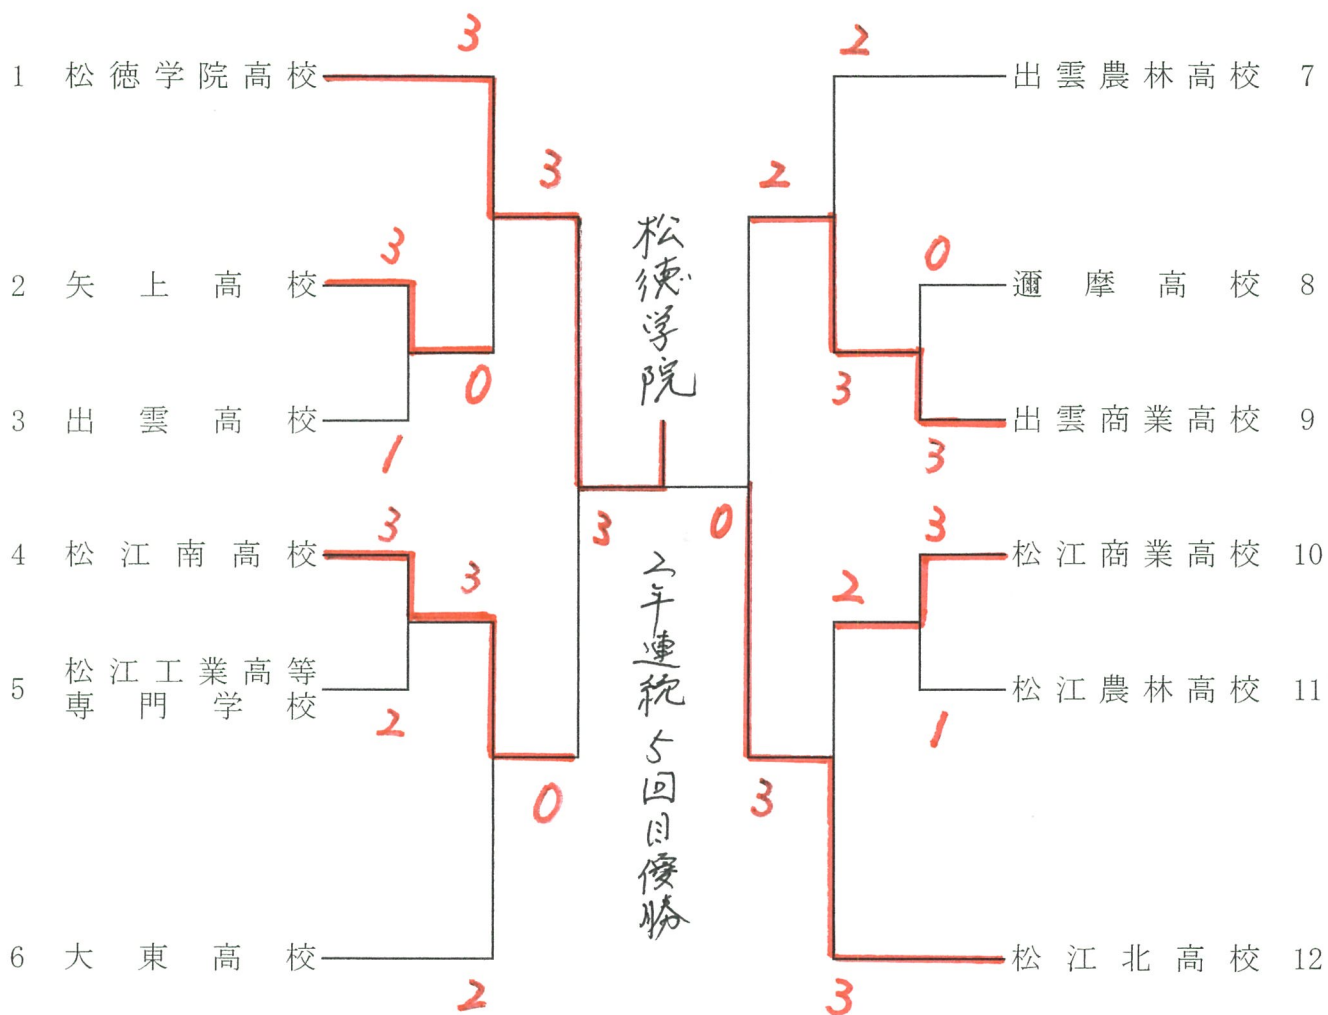 3
1 松徳学院高校
3
2 矢上高校
3
0
3 出雲高校
1
3
4 松江南高校
3
5 松江工業高等
専門学校
2
0
6 大東高校
2
松徳学院
3
0
2年連続5回目優勝
2
出雲農林高校 7
2
0
邇摩高校 8
3
出雲商業高校 9
3
3
松江商業高校 10
2
松江農林高校 11
1
3
松江北高校 12
3